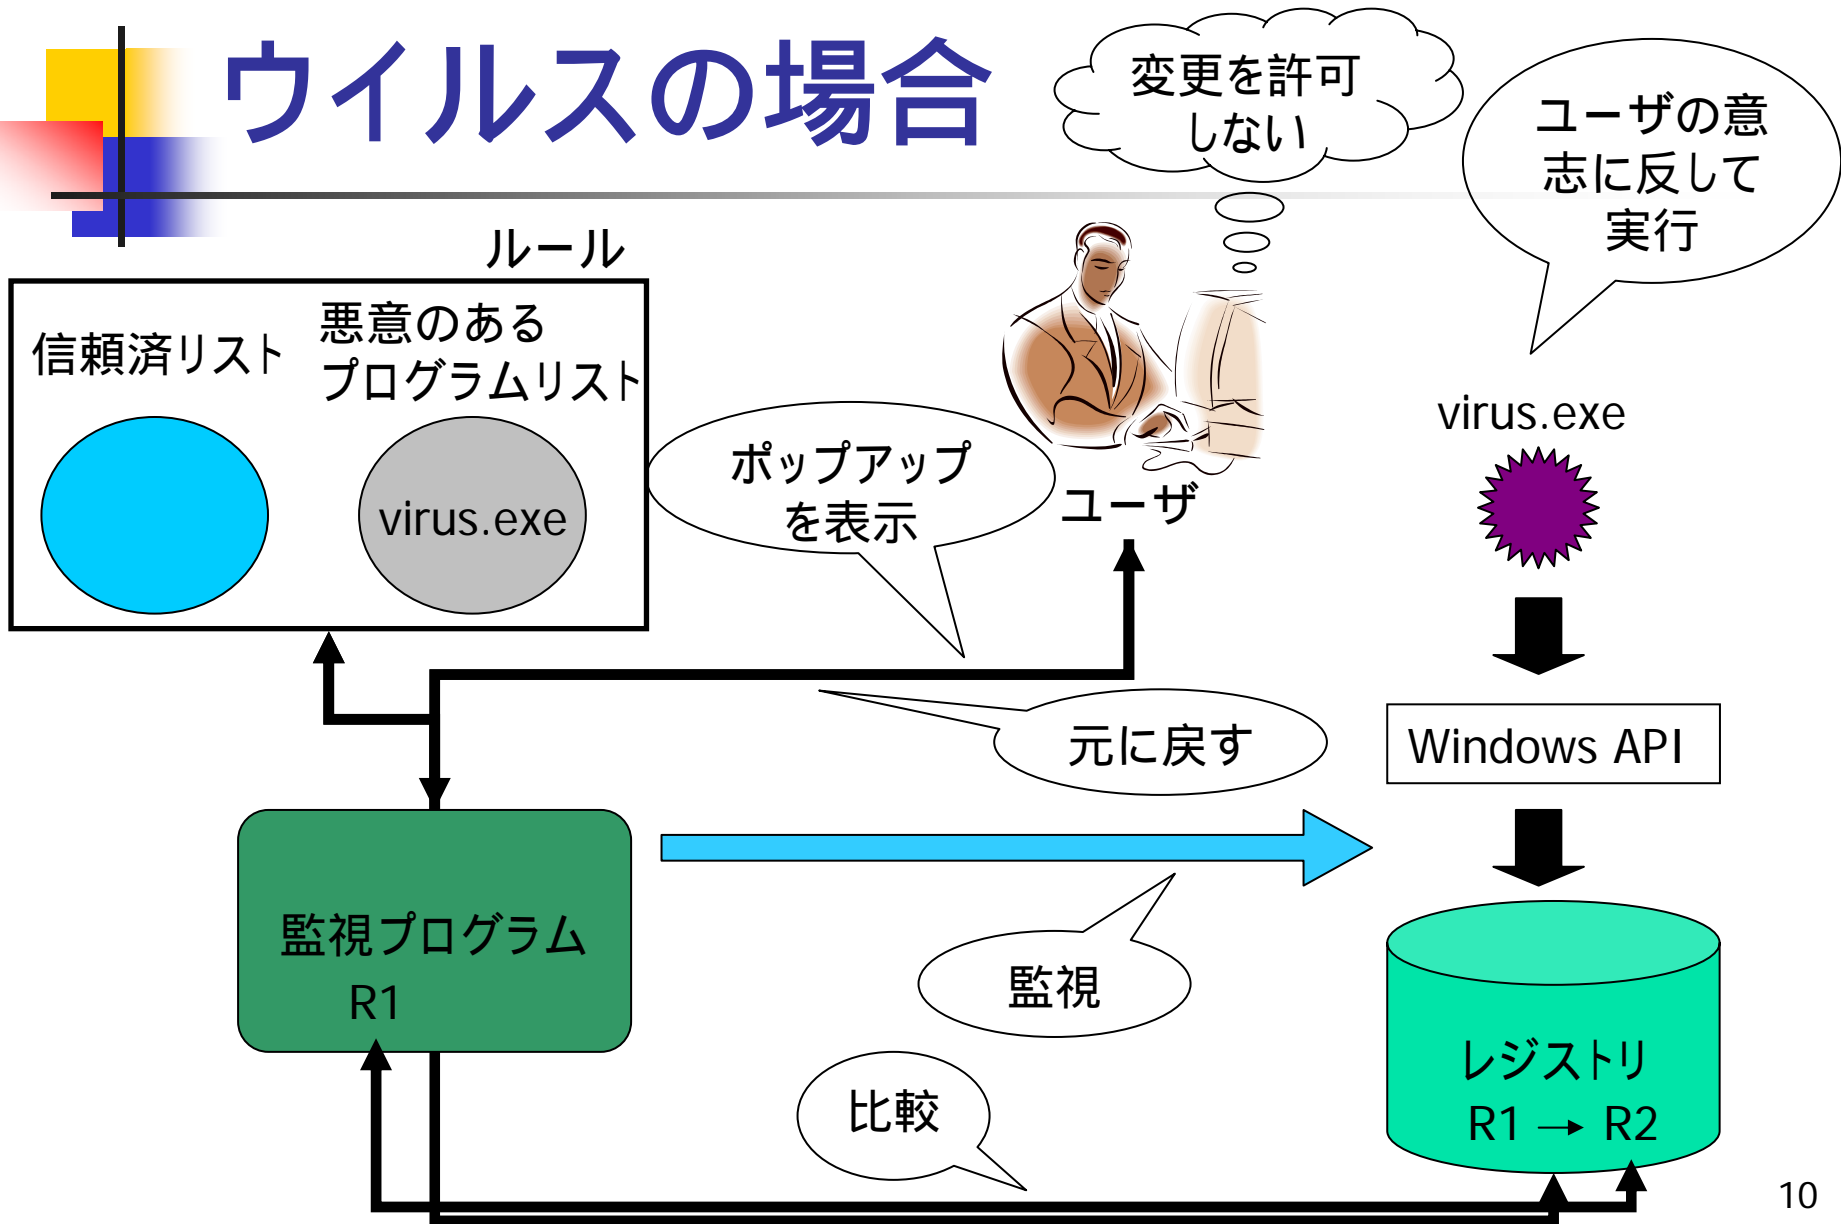 ウイルスの場合
変更を許可
しない
ユーザの意
志に反して
実行
ルール
信頼済リスト
悪意のある
プログラムリスト
virus.exe
ポップアップ
を表示
ユーザ
virus.exe
元に戻す
Windows API
監視プログラム
R1
監視
比較
レジストリ
R1 → R2
10